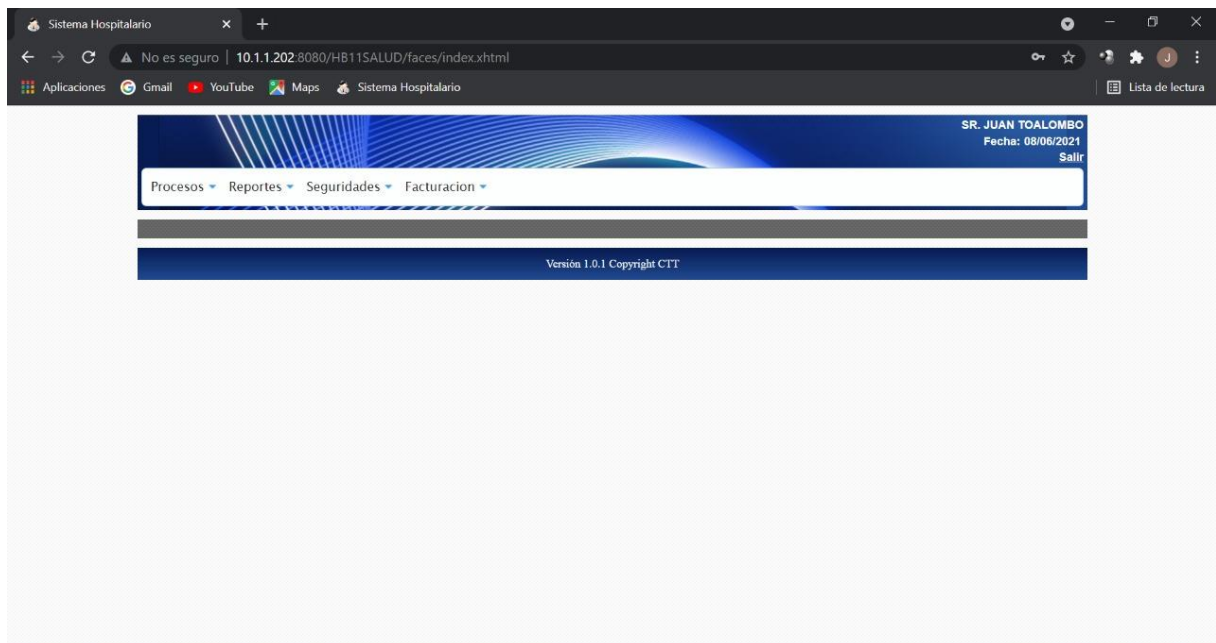 Sistema Hospitalario
No es seguro | 10.1.1.202:8080/HB11SALUD/faces/index.xhtml
J
Aplicaciones Gmail YouTube Maps Sistema Hospitalario Lista de lectura
SR. JUAN TOALOMBO
Fecha: 08/06/2021
Salir
Procesos Reportes Seguridades Facturacion
Versión 1.0.1 Copyright CTT